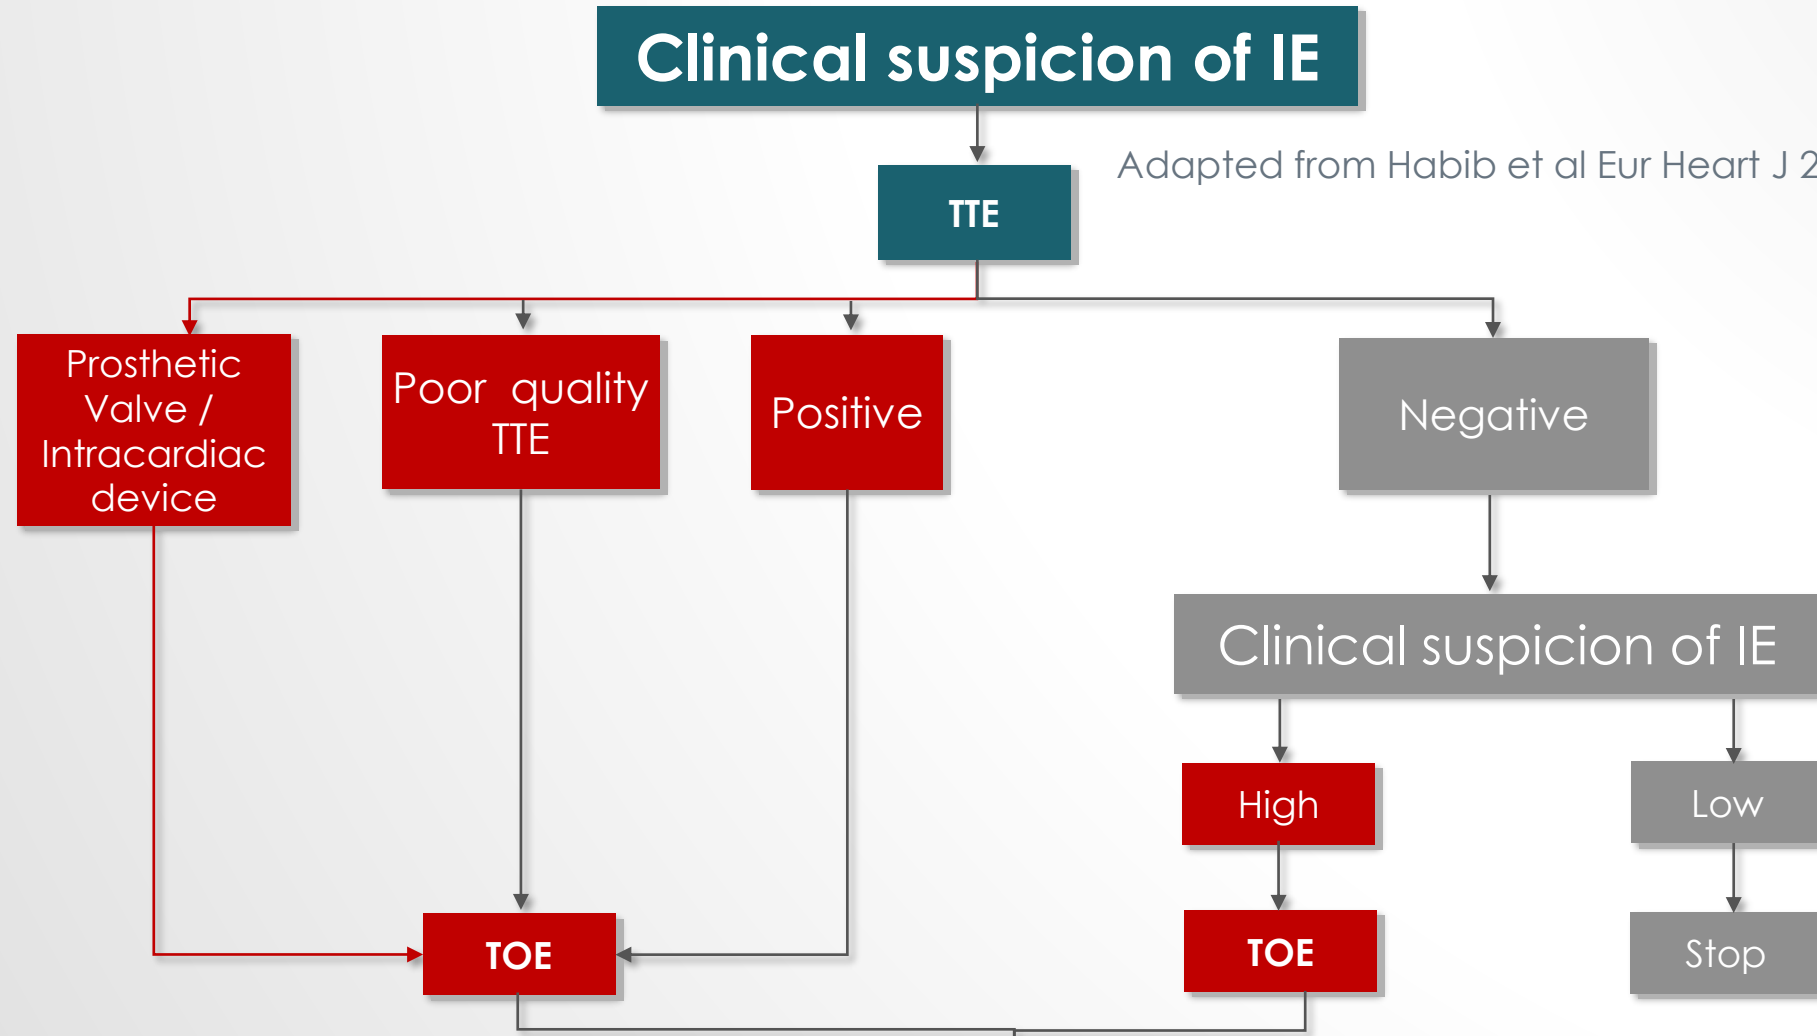 Clinical suspicion of IE
Adapted from Habib et al Eur Heart J
TTE
Prosthetic
Valve /
Intracardiac
device
Poor quality
TTE
Positive
Negative
Clinical suspicion of IE
High
Low
TOE
TOE
Stop